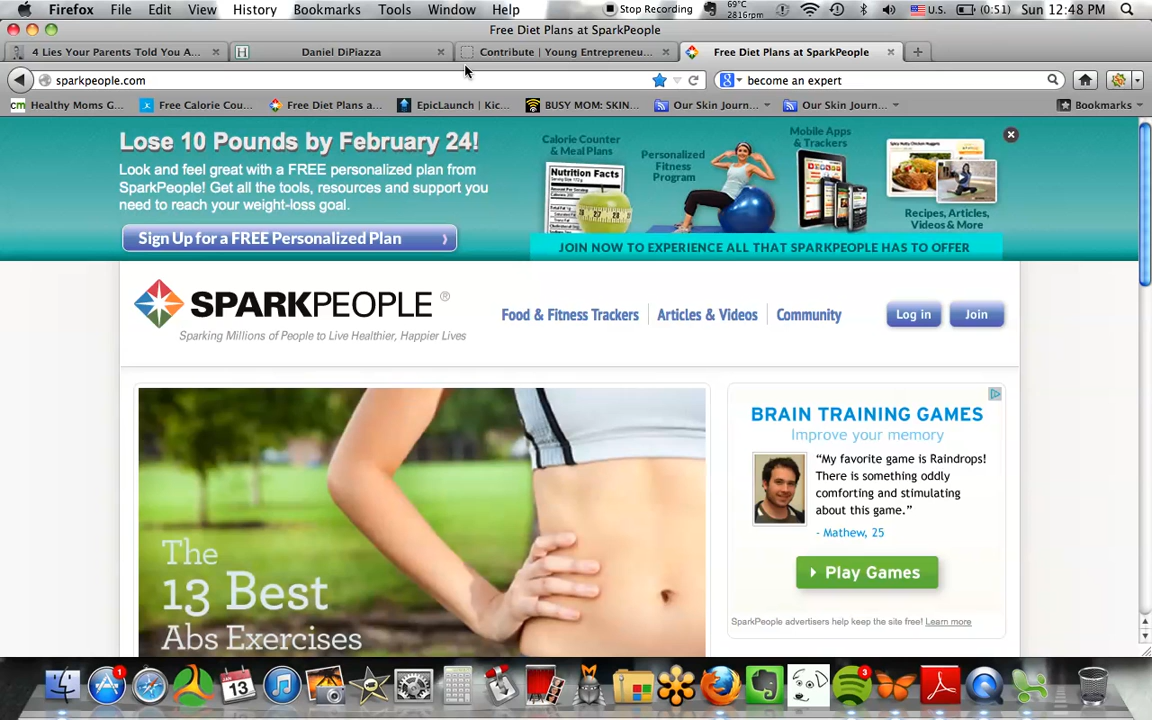 Firefox File Edit View History Bookmarks Tools Window Help Stop Recording 69°C 2816rpm U.S. (0:51) Sun 12:48 PM
Free Diet Plans at SparkPeople
4 Lies Your Parents Told You A... Daniel DiPiazza Contribute | Young Entrepreneu... Free Diet Plans at SparkPeople
sparkpeople.com become an expert
Healthy Moms G... Free Calorie Cou... Free Diet Plans a... EpicLaunch | Kic... BUSY MOM: SKIN... Our Skin Journ... Our Skin Journ... Bookmarks
Lose 10 Pounds by February 24!
Look and feel great with a FREE personalized plan from
SparkPeople! Get all the tools, resources and support you
need to reach your weight-loss goal.
Sign Up for a FREE Personalized Plan
Calorie Counter
& Meal Plans
Nutrition Facts
Personalized
Fitness
Program
Mobile Apps
& Trackers
Recipes, Articles,
Videos & More
JOIN NOW TO EXPERIENCE ALL THAT SPARKPEOPLE HAS TO OFFER
SPARKPEOPLE ®
Sparking Millions of People to Live Healthier, Happier Lives
Food & Fitness Trackers Articles & Videos Community Log in Join
The
13 Best
Abs Exercises
BRAIN TRAINING GAMES
Improve your memory
“My favorite game is Raindrops!
There is something oddly
comforting and stimulating
about this game.”
- Mathew, 25
Play Games
SparkPeople advertisers help keep the site free! Learn more
1
JAN
13
3